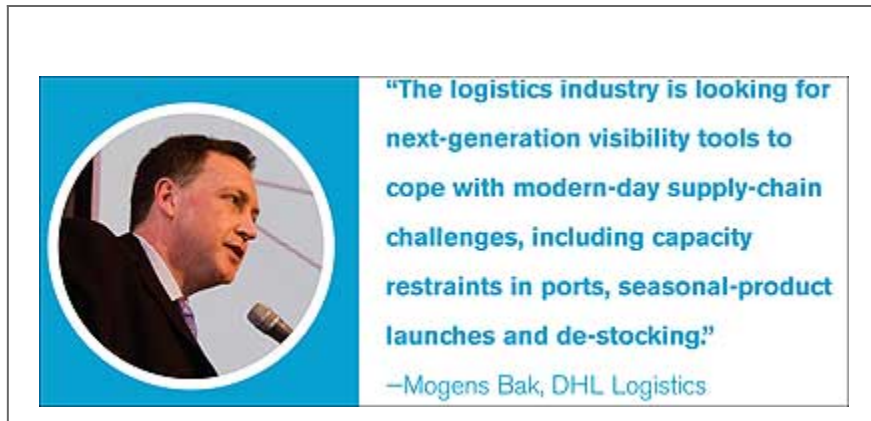 “The logistics industry is looking for
next-generation visibility tools to
cope with modern-day supply-chain
challenges, including capacity
restraints in ports, seasonal-product
launches and de-stocking.”
—Mogens Bak, DHL Logistics